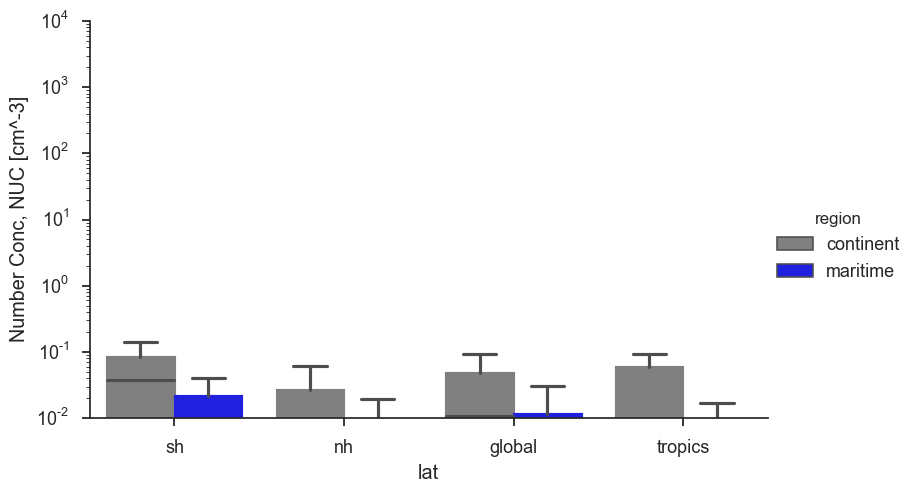 Number Conc, NUC [cm^-3]
10^4
10^3
10^2
10^1
10^0
10^-1
10^-2
sh nh global tropics
lat
region
continent
maritime